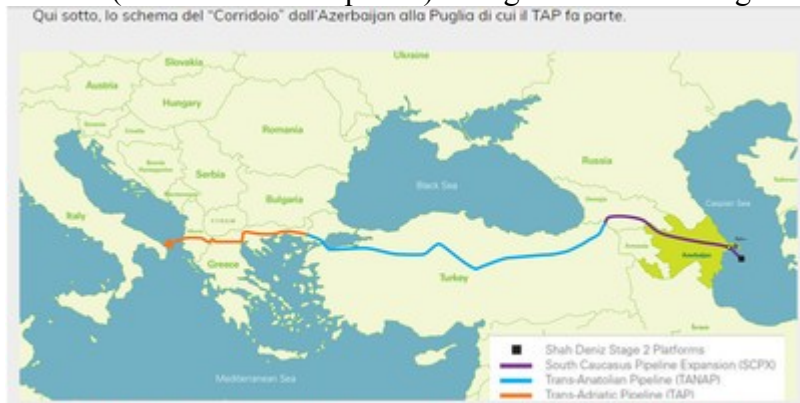 Qui sotto, lo schema del “Corridoio” dall’Azerbaijan alla Puglia di cui il TAP fa parte.
Ukraine
Slovakia
Austria
Hungary
Romania
Russia
Serbia
Black Sea
Caspian Sea
Italy
Bulgaria
Georgia
Azerbaijan
Greece
Turkey
Mediterranean Sea
Shah Deniz Stage 2 Platforms
South Caucasus Pipeline Expansion (SCPX)
Trans-Anatolian Pipeline (TANAP)
Trans-Adriatic Pipeline (TAP)